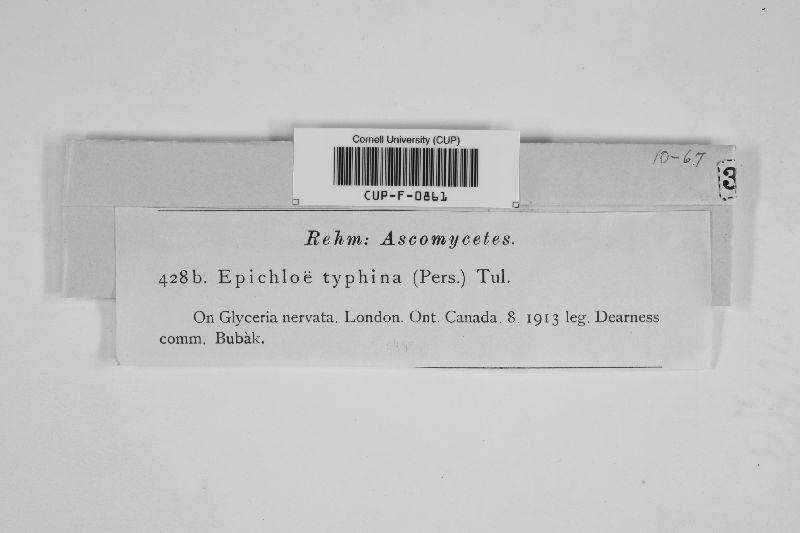 Cornell University (CUP)
CUP-F-0861
10-67
3
Rehm: Ascomycetes.
428b. Epichloë typhina (Pers.) Tul.
On Glyceria nervata. London. Ont. Canada. 8. 1913 leg. Dearness
comm. Bubàk.